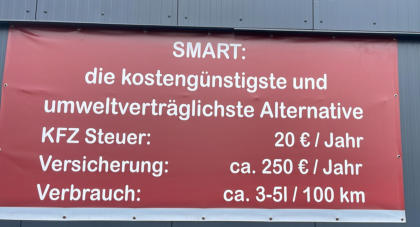 SMART:
die kostengünstigste und
umweltverträglichste Alternative
KFZ Steuer: 20 € / Jahr
Versicherung: ca. 250 € / Jahr
Verbrauch: ca. 3-5l / 100 km